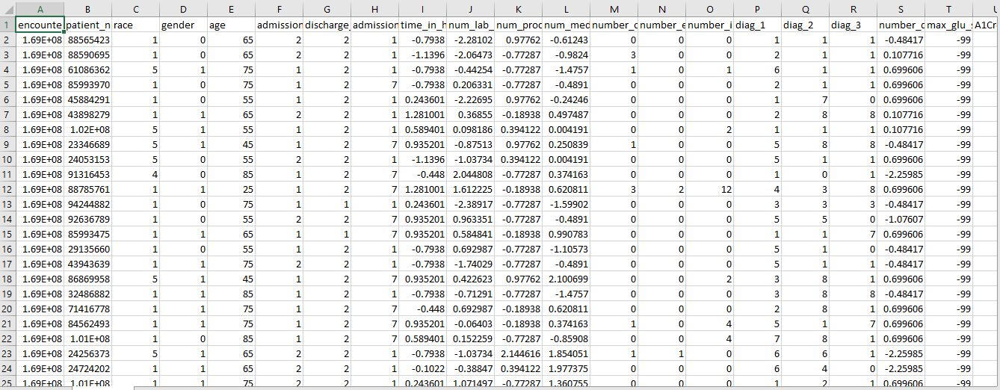 A B C D E F G H I J K L M N O P Q R S T U
1 encounte patient_n race gender age admission discharge_ admission time_in_h num_lab_ num_proc num_med number_c number_e number_i diag_1 diag_2 diag_3 number_c max_glu_s A1Cr
2 1.69E+08 88565423 1 0 65 2 2 1 -0.7938 -2.28102 0.97762 -0.61243 0 0 0 1 1 1 -0.48417 -99
3 1.69E+08 88590695 1 0 65 2 2 1 -1.1396 -2.06473 -0.77287 -0.9824 3 0 0 2 1 1 0.107716 -99
4 1.69E+08 61086362 5 1 75 1 2 1 -0.7938 -0.44254 -0.77287 -1.4757 1 0 1 6 1 1 0.699606 -99
5 1.69E+08 85993970 1 0 75 1 2 7 -0.7938 0.206331 -0.77287 -0.4891 0 0 0 2 1 1 0.699606 -99
6 1.69E+08 45884291 1 0 55 1 2 7 0.243601 -2.22695 0.97762 -0.24246 0 0 0 1 7 0 0.699606 -99
7 1.69E+08 43898279 1 1 65 2 2 1 1.281001 0.36855 -0.18938 0.497487 0 0 0 2 8 8 0.107716 -99
8 1.69E+08 1.02E+08 5 1 55 1 2 7 0.589401 0.098186 0.394122 0.004191 0 0 2 1 1 1 0.107716 -99
9 1.69E+08 23346689 5 1 45 1 2 7 0.935201 -0.87513 0.97762 0.250839 1 0 0 5 8 8 -0.48417 -99
10 1.69E+08 24053153 5 0 55 2 2 1 -1.1396 -1.03734 0.394122 0.004191 0 0 0 5 1 1 0.699606 -99
11 1.69E+08 91316453 4 0 85 1 2 7 -0.448 2.044808 -0.77287 0.374163 0 0 0 1 0 1 -2.25985 -99
12 1.69E+08 88785761 1 1 25 1 2 7 1.281001 1.612225 -0.18938 0.620811 3 2 12 4 3 8 0.699606 -99
13 1.69E+08 94244882 1 0 75 1 1 1 0.243601 -2.38917 -0.77287 -1.59902 0 0 0 3 3 3 -0.48417 -99
14 1.69E+08 92636789 1 0 55 2 2 7 0.935201 0.963351 -0.77287 -0.4891 0 0 0 5 5 0 -1.07607 -99
15 1.69E+08 85993475 1 1 65 1 1 7 0.935201 0.584841 -0.18938 0.990783 0 0 0 1 1 7 0.699606 -99
16 1.69E+08 29135660 1 0 55 1 2 1 -0.7938 0.692987 -0.77287 -1.10573 0 0 0 5 1 0 -0.48417 -99
17 1.69E+08 43943639 1 1 75 2 2 1 -0.7938 -1.74029 -0.77287 -0.4891 0 0 0 5 1 1 -0.48417 -99
18 1.69E+08 86869958 5 1 45 1 2 7 0.935201 0.422623 0.97762 2.100699 0 0 2 3 8 1 0.699606 -99
19 1.69E+08 32486882 1 1 85 1 2 1 -0.7938 -0.71291 -0.77287 -1.4757 0 0 0 3 8 8 -0.48417 -99
20 1.69E+08 71416778 1 1 75 1 2 7 -0.448 0.692987 -0.18938 0.620811 0 0 0 2 8 1 0.699606 -99
21 1.69E+08 84562493 1 1 75 1 2 7 0.935201 -0.06403 -0.18938 0.374163 1 0 4 5 1 7 0.699606 -99
22 1.69E+08 1.01E+08 1 0 85 1 2 7 0.589401 0.152259 -0.77287 -0.85908 0 0 4 7 8 1 0.699606 -99
23 1.69E+08 24256373 5 1 65 2 2 1 -0.7938 -1.03734 2.144616 1.854051 1 1 0 6 6 1 -2.25985 -99
24 1.69E+08 24724202 1 1 65 2 2 1 -0.1022 -0.38847 0.394122 1.977375 0 0 0 6 4 0 -2.25985 -99
25 1.69E+08 1.01E+08 1 1 75 2 2 1 0.243601 1.071497 -0.77287 1.360755 0 0 0 1 2 1 0.699606 -99